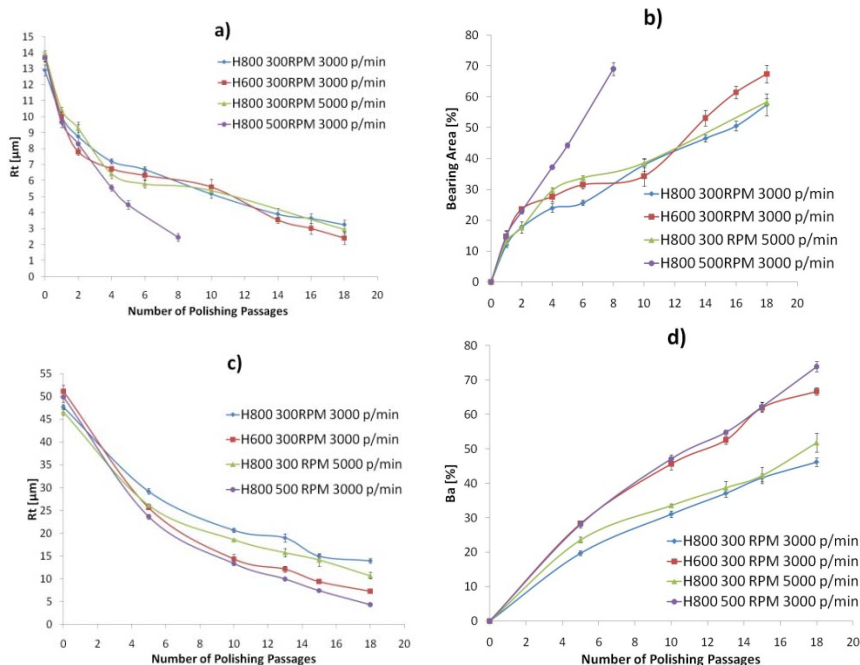 a)
Rt [µm]
15
14
13
12
11
10
9
8
7
6
5
4
3
2
1
0
H800 300RPM 3000 p/min
H600 300RPM 3000 p/min
H800 300RPM 5000 p/min
H800 500RPM 3000 p/min
0 2 4 6 8 10 12 14 16 18 20
Number of Polishing Passages
b)
Bearing Area [%]
80
70
60
50
40
30
20
10
0
H800 300RPM 3000 p/min
H600 300RPM 3000 p/min
H800 300 RPM 5000 p/min
H800 500RPM 3000 p/min
0 2 4 6 8 10 12 14 16 18 20
Number of Polishing Passages
c)
Rt [µm]
55
50
45
40
35
30
25
20
15
10
5
0
H800 300RPM 3000 p/min
H600 300RPM 3000 p/min
H800 300 RPM 5000 p/min
H800 500 RPM 3000 p/min
0 2 4 6 8 10 12 14 16 18
Number of Polishing Passages
d)
Ba [%]
80
70
60
50
40
30
20
10
0
H800 300 RPM 3000 p/min
H600 300 RPM 3000 p/min
H800 300 RPM 5000 p/min
H800 500 RPM 3000 p/min
0 2 4 6 8 10 12 14 16 18
Number of Polishing Passages